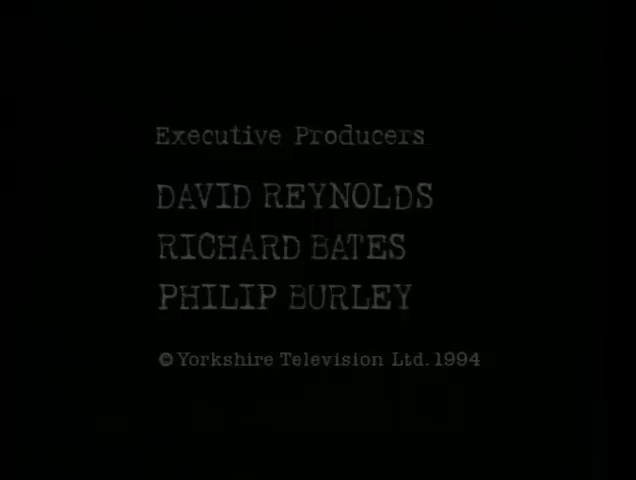 Executive Producers
DAVID REYNOLDS
RICHARD BATES
PHILIP BURLEY
© Yorkshire Television Ltd. 1994